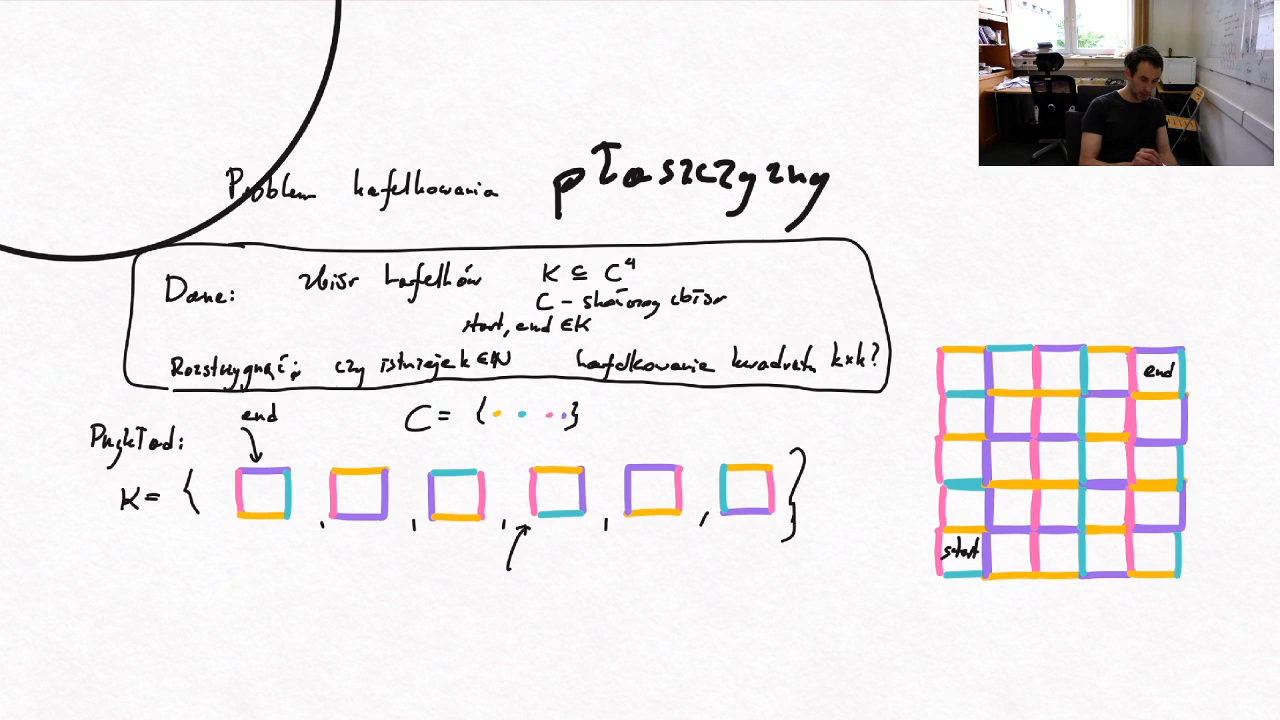 Problem kafelkowania płaszczyzny
Dane: zbiór kafelków K ⊆ C⁴
C - skończony zbiór
start, end ∈ K
Rozstrzygnąć: czy istnieje k ∈ ℕ kafelkowanie kwadratu k×k?
end
C = { · · · · }
Przykład:
K = { , , , , , }
end
start